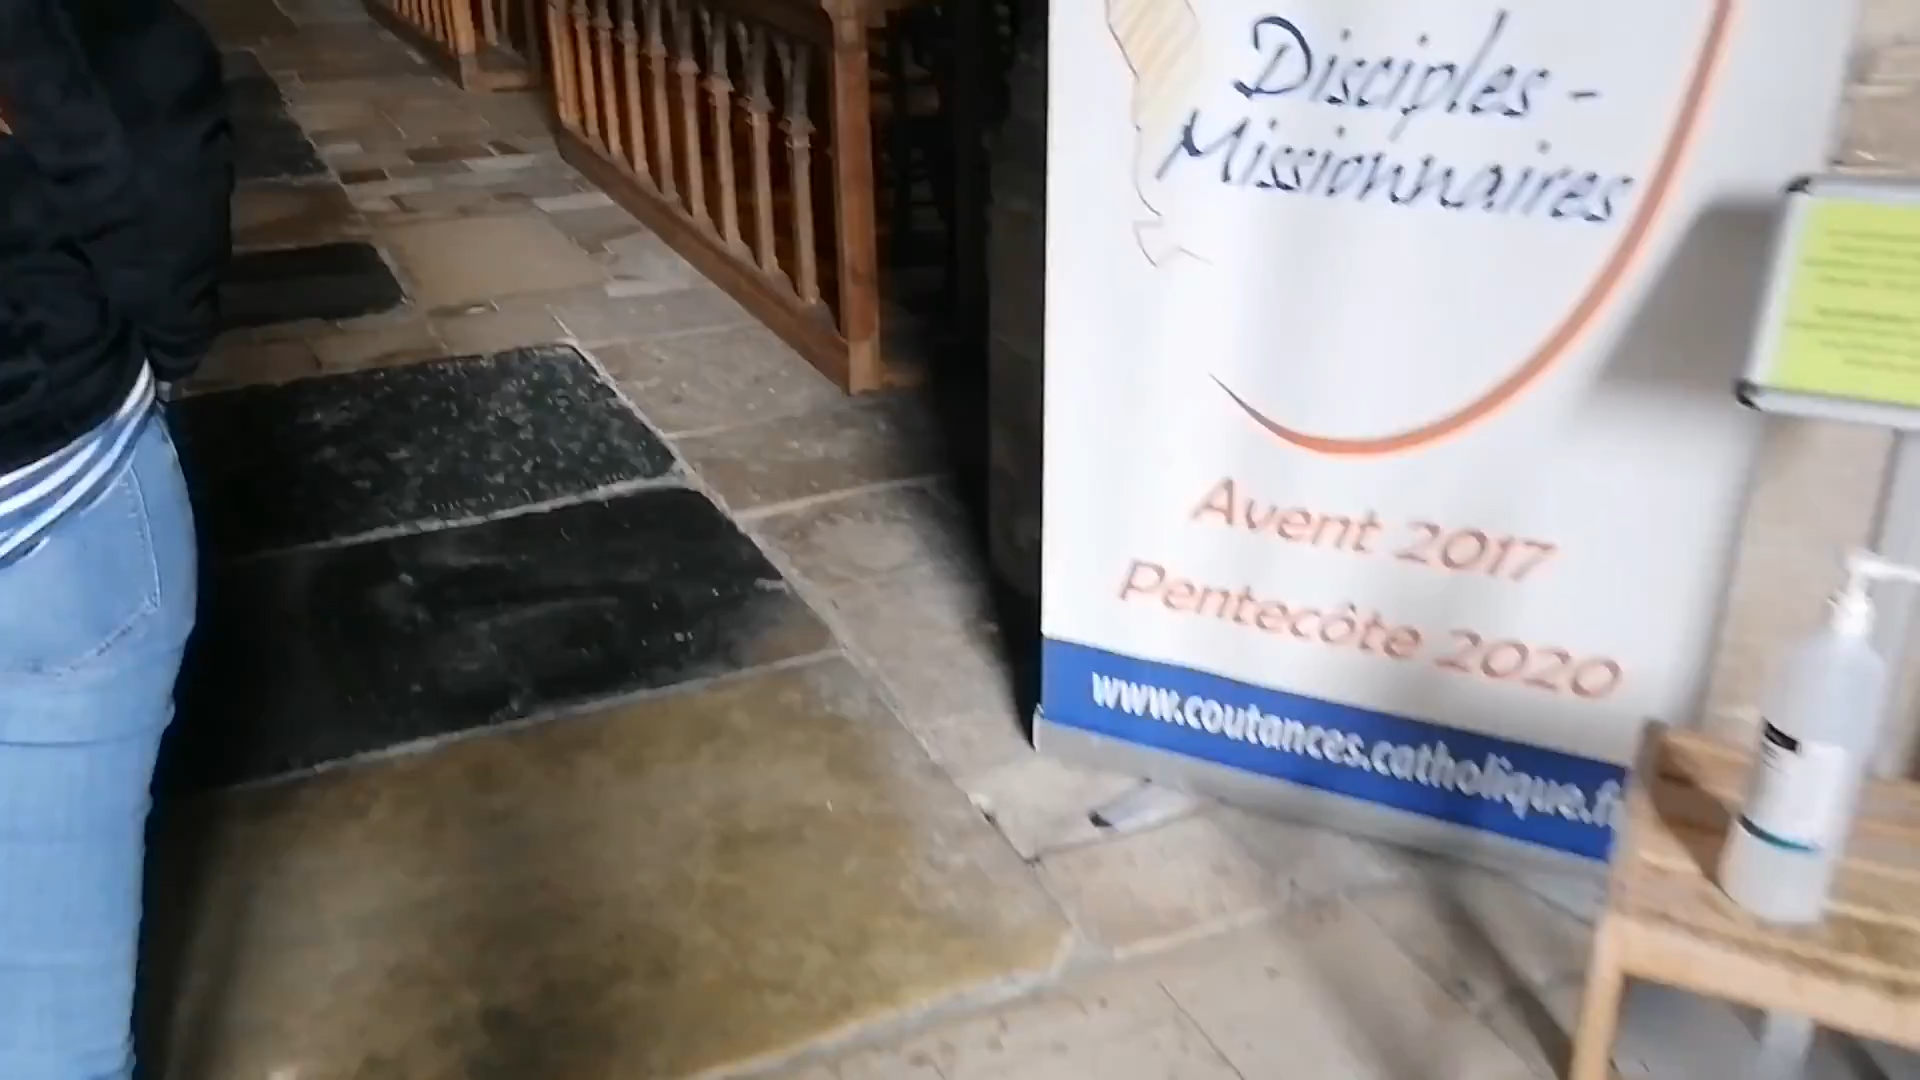 Disciples -
Missionnaires
Avent 2017
Pentecôte 2020
www.coutances.catholique.fr